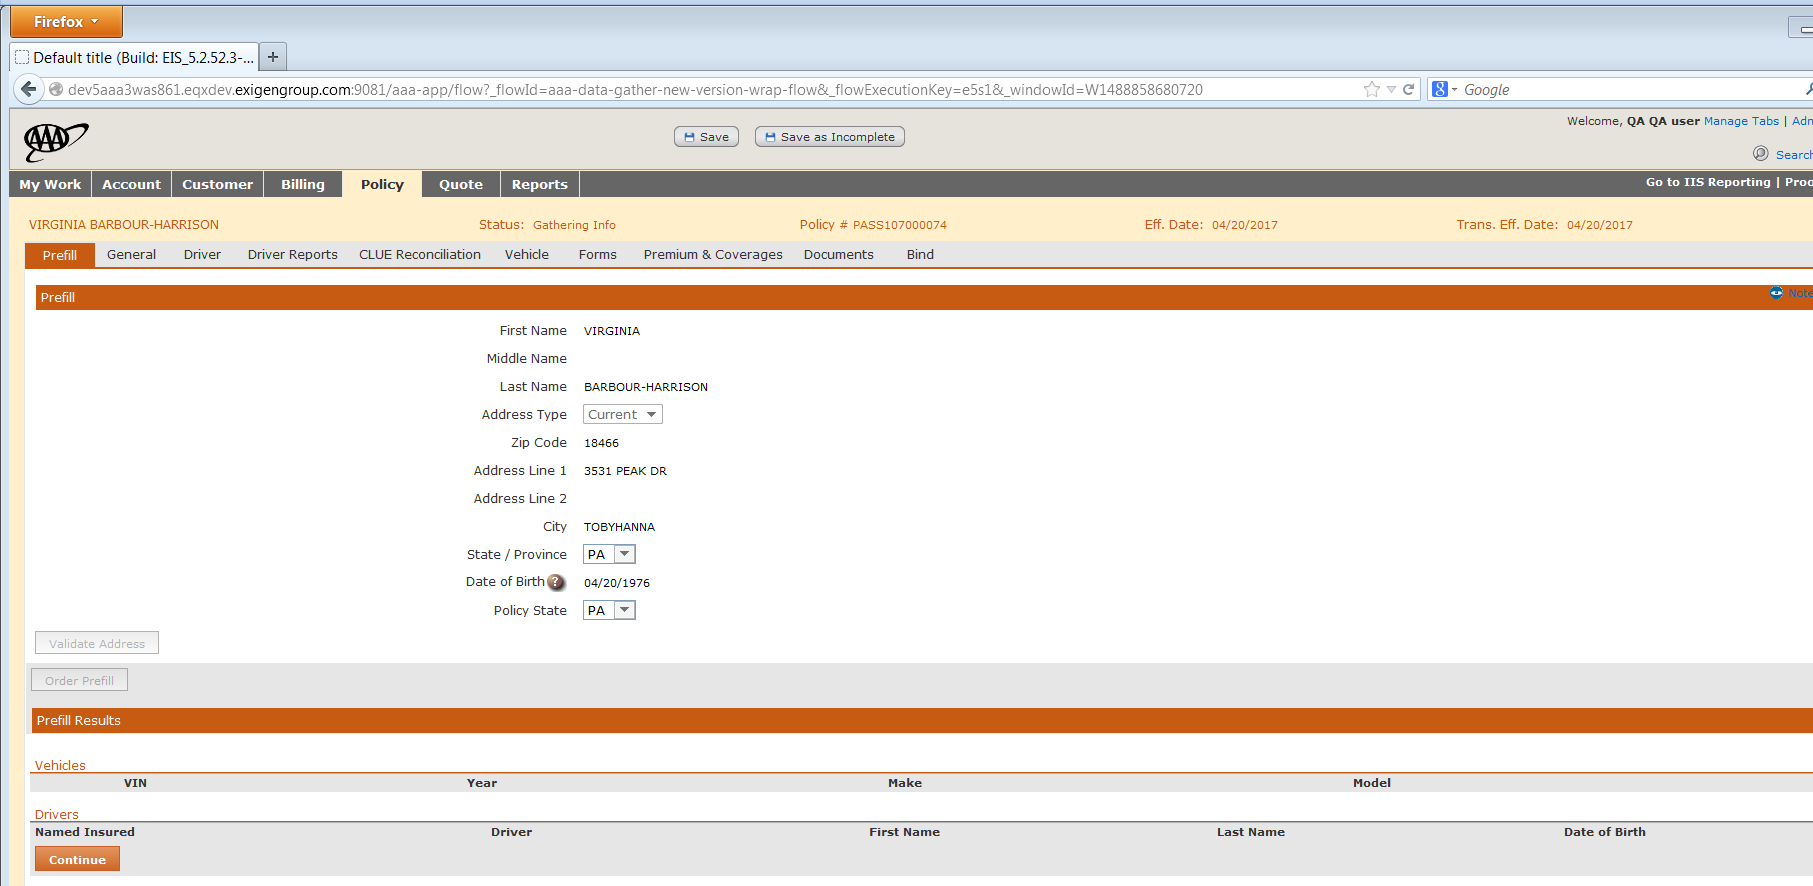 Firefox
Default title (Build: EIS_5.2.52.3-...
dev5aaa3was861.eqxdev.exigengroup.com:9081/aaa-app/flow?_flowId=aaa-data-gather-new-version-wrap-flow&_flowExecutionKey=e5s1&_windowId=W1488858680720
8 Google
AAA Save Save as Incomplete Welcome, QA QA user Manage Tabs | Adm
Search
My Work Account Customer Billing Policy Quote Reports Go to IIS Reporting | Proo
VIRGINIA BARBOUR-HARRISON Status: Gathering Info Policy # PASS107000074 Eff. Date: 04/20/2017 Trans. Eff. Date: 04/20/2017
Prefill General Driver Driver Reports CLUE Reconciliation Vehicle Forms Premium & Coverages Documents Bind
Prefill Note
First Name VIRGINIA
Middle Name
Last Name BARBOUR-HARRISON
Address Type Current
Zip Code 18466
Address Line 1 3531 PEAK DR
Address Line 2
City TOBYHANNA
State / Province PA
Date of Birth ? 04/20/1976
Policy State PA
Validate Address
Order Prefill
Prefill Results
Vehicles
VIN Year Make Model
Drivers
Named Insured Driver First Name Last Name Date of Birth
Continue